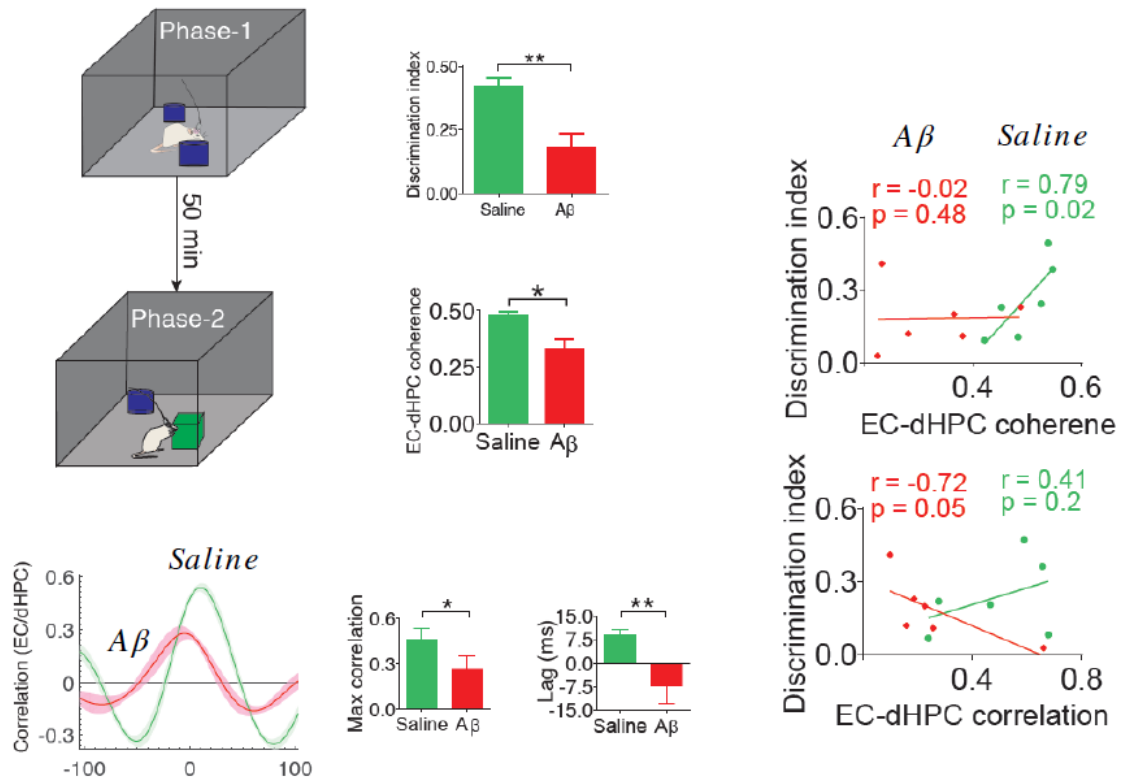 Phase-1
50 min
Phase-2
Discrimination index
0.50
0.25
0.00
**
Saline Aβ
EC-dHPC coherence
0.50
0.25
0.00
*
Saline Aβ
Aβ Saline
r = -0.02 r = 0.79
p = 0.48 p = 0.02
Discrimination index
0.6
0.3
0.0
0.4 0.6
EC-dHPC coherene
r = -0.72 r = 0.41
p = 0.05 p = 0.2
Discrimination index
0.6
0.3
0.0
0.4 0.8
EC-dHPC correlation
Saline
Aβ
Correlation (EC/dHPC)
0.6
0.3
0
-0.3
-100 0 100
Max correlation
0.6
0.3
0.0
*
Saline Aβ
Lag (ms)
15.0
7.5
0.00
-7.5
-15.0
**
Saline Aβ